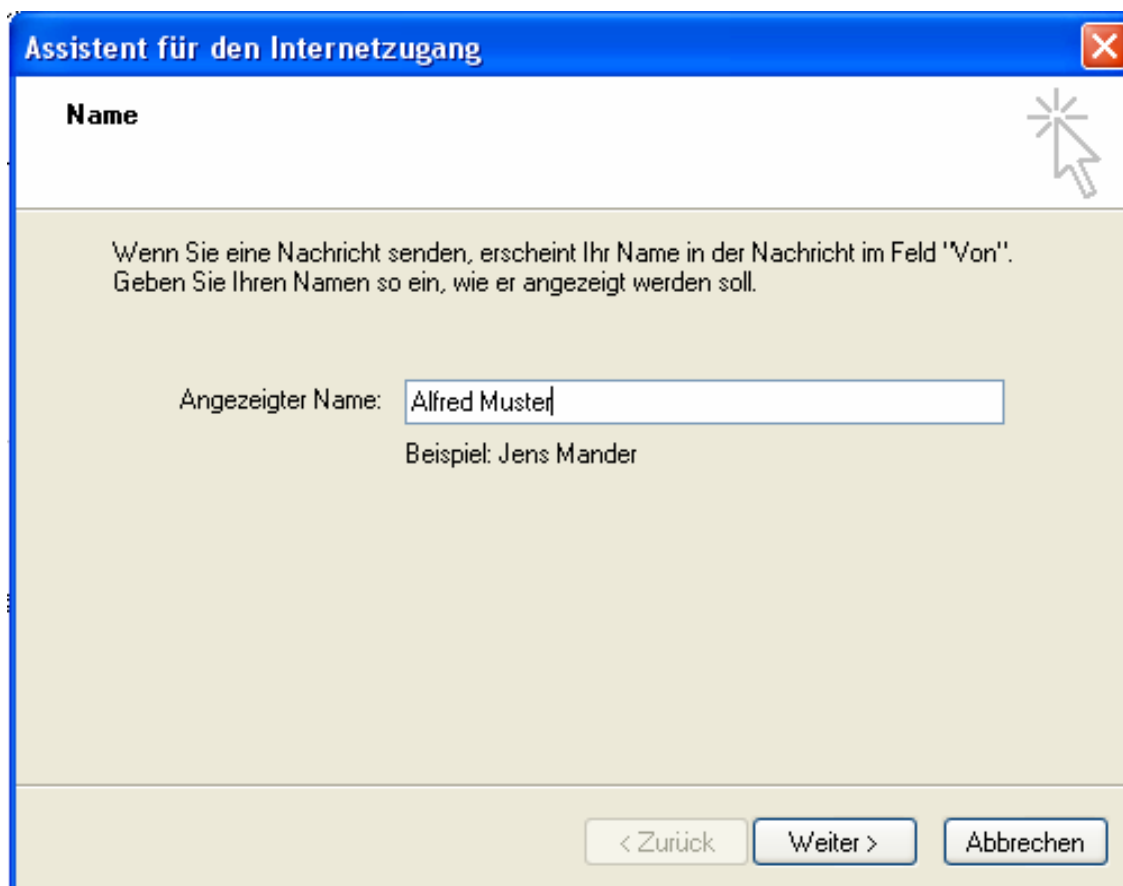 Assistent für den Internetzugang
Name
Wenn Sie eine Nachricht senden, erscheint Ihr Name in der Nachricht im Feld "Von".
Geben Sie Ihren Namen so ein, wie er angezeigt werden soll.
Angezeigter Name: Alfred Muster
Beispiel: Jens Mander
< Zurück Weiter > Abbrechen